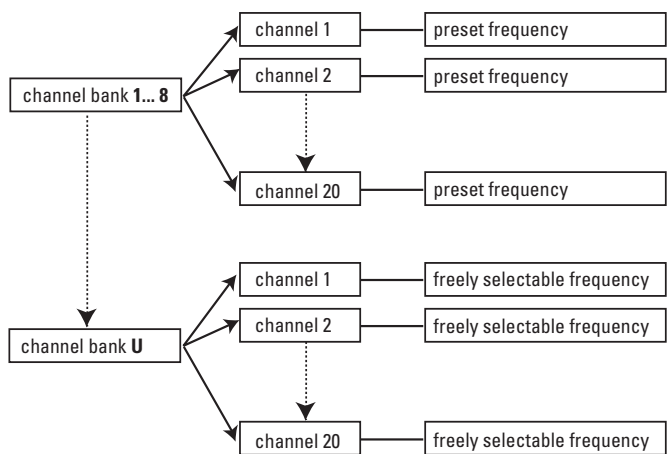 channel 1 preset frequency
channel 2 preset frequency
channel bank 1... 8
channel 20 preset frequency
channel 1 freely selectable frequency
channel 2 freely selectable frequency
channel bank U
channel 20 freely selectable frequency